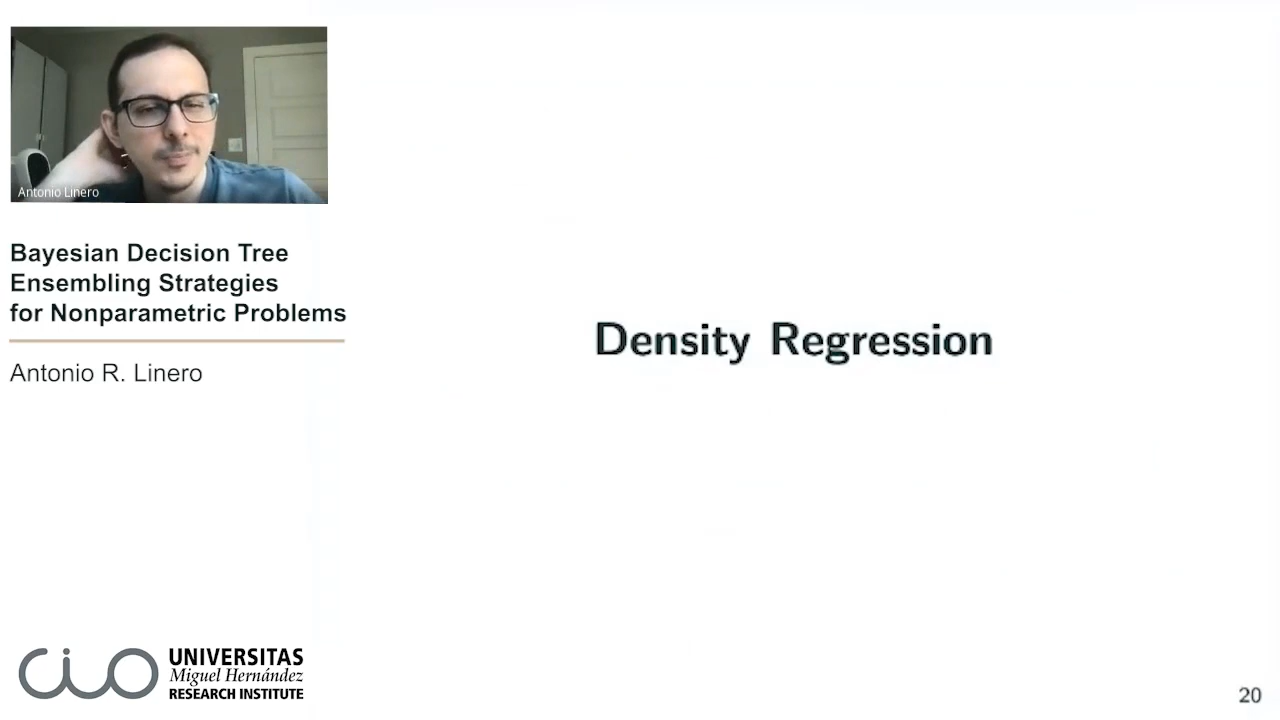 Antonio Linero
Bayesian Decision Tree
Ensembling Strategies
for Nonparametric Problems
Antonio R. Linero
Density Regression
cio
UNIVERSITAS
Miguel Hernández
RESEARCH INSTITUTE
20